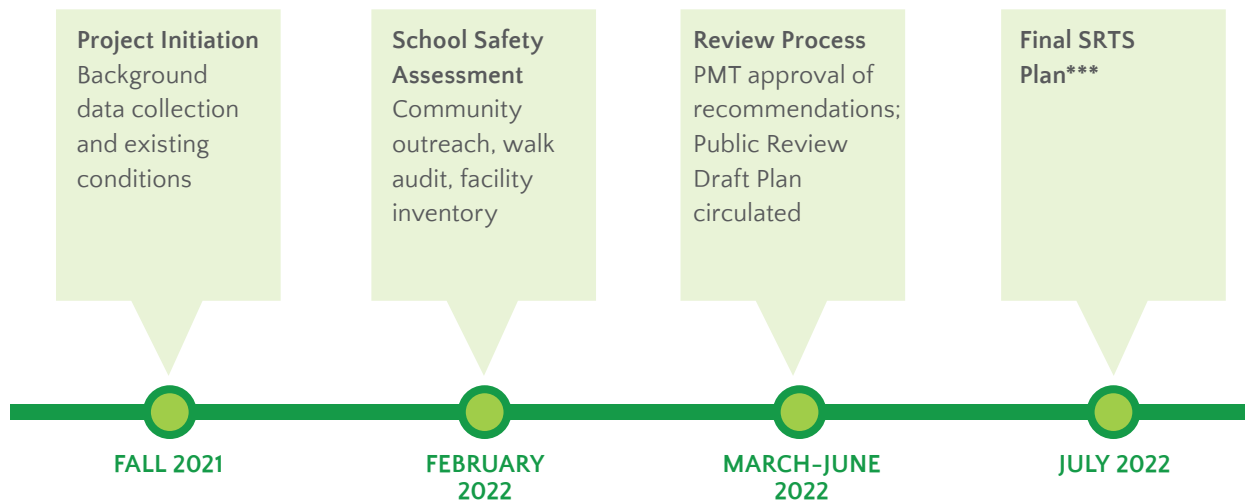 Project Initiation
Background
data collection
and existing
conditions
School Safety
Assessment
Community
outreach, walk
audit, facility
inventory
Review Process
PMT approval of
recommendations;
Public Review
Draft Plan
circulated
Final SRTS
Plan***
FALL 2021
FEBRUARY
2022
MARCH-JUNE
2022
JULY 2022